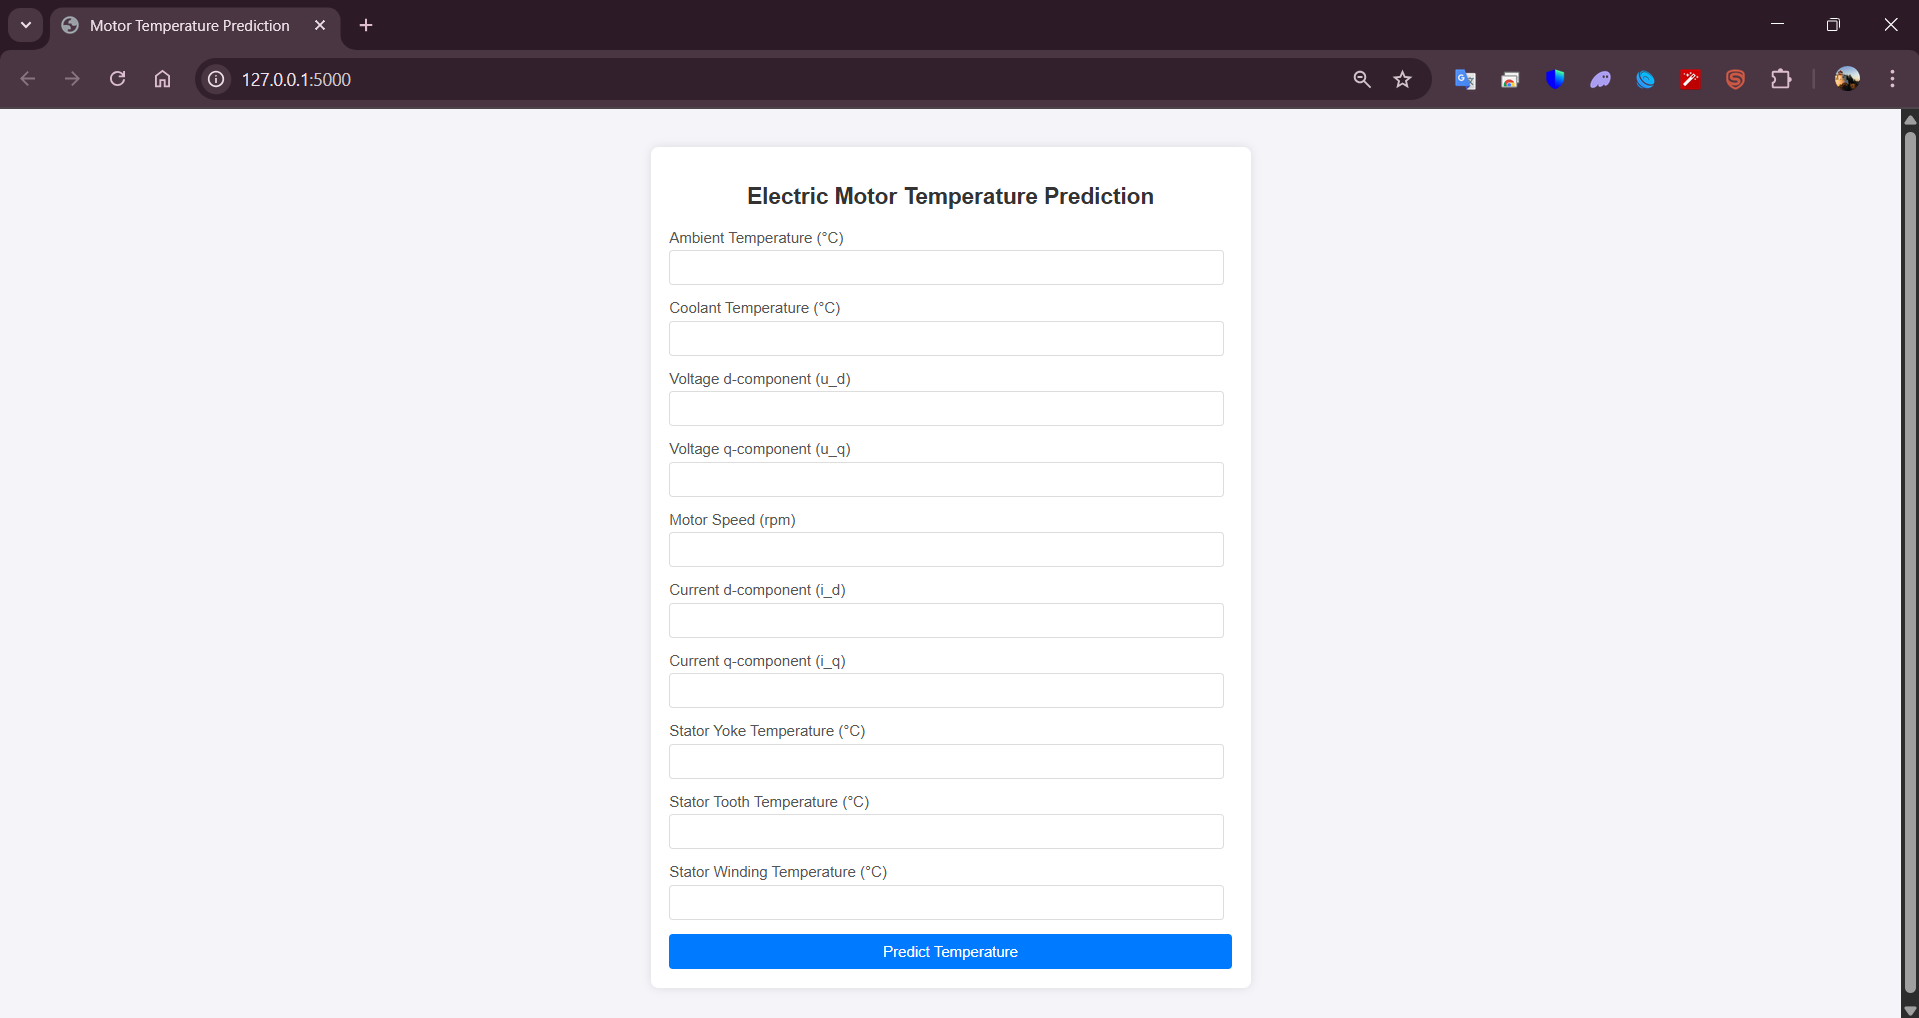 Motor Temperature Prediction
127.0.0.1:5000
Electric Motor Temperature Prediction
Ambient Temperature (°C)
Coolant Temperature (°C)
Voltage d-component (u_d)
Voltage q-component (u_q)
Motor Speed (rpm)
Current d-component (i_d)
Current q-component (i_q)
Stator Yoke Temperature (°C)
Stator Tooth Temperature (°C)
Stator Winding Temperature (°C)
Predict Temperature